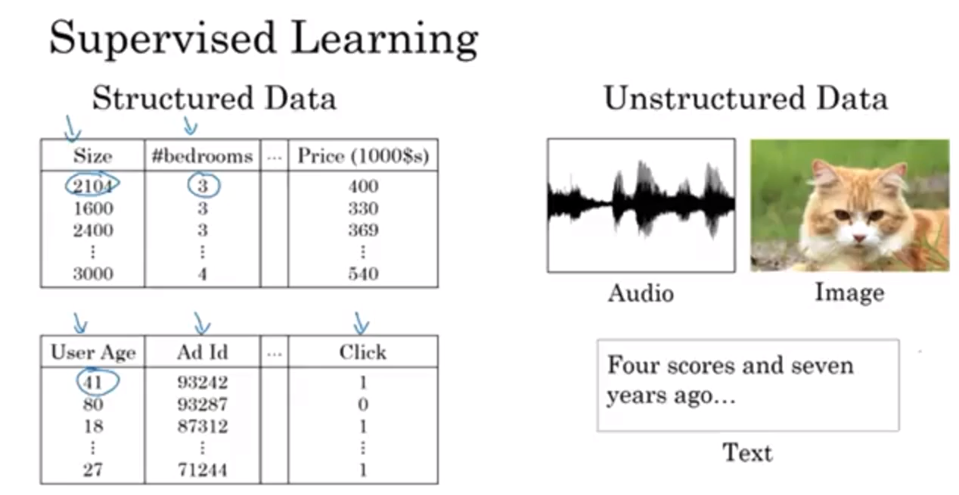 Supervised Learning
Structured Data
Size #bedrooms ... Price (1000$s)
2104 3 400
1600 3 330
2400 3 369
⋮ ⋮ ⋮
3000 4 540
User Age Ad Id ... Click
41 93242 1
80 93287 0
18 87312 1
⋮ ⋮ ⋮
27 71244 1
Unstructured Data
Audio
Image
Four scores and seven
years ago...
Text